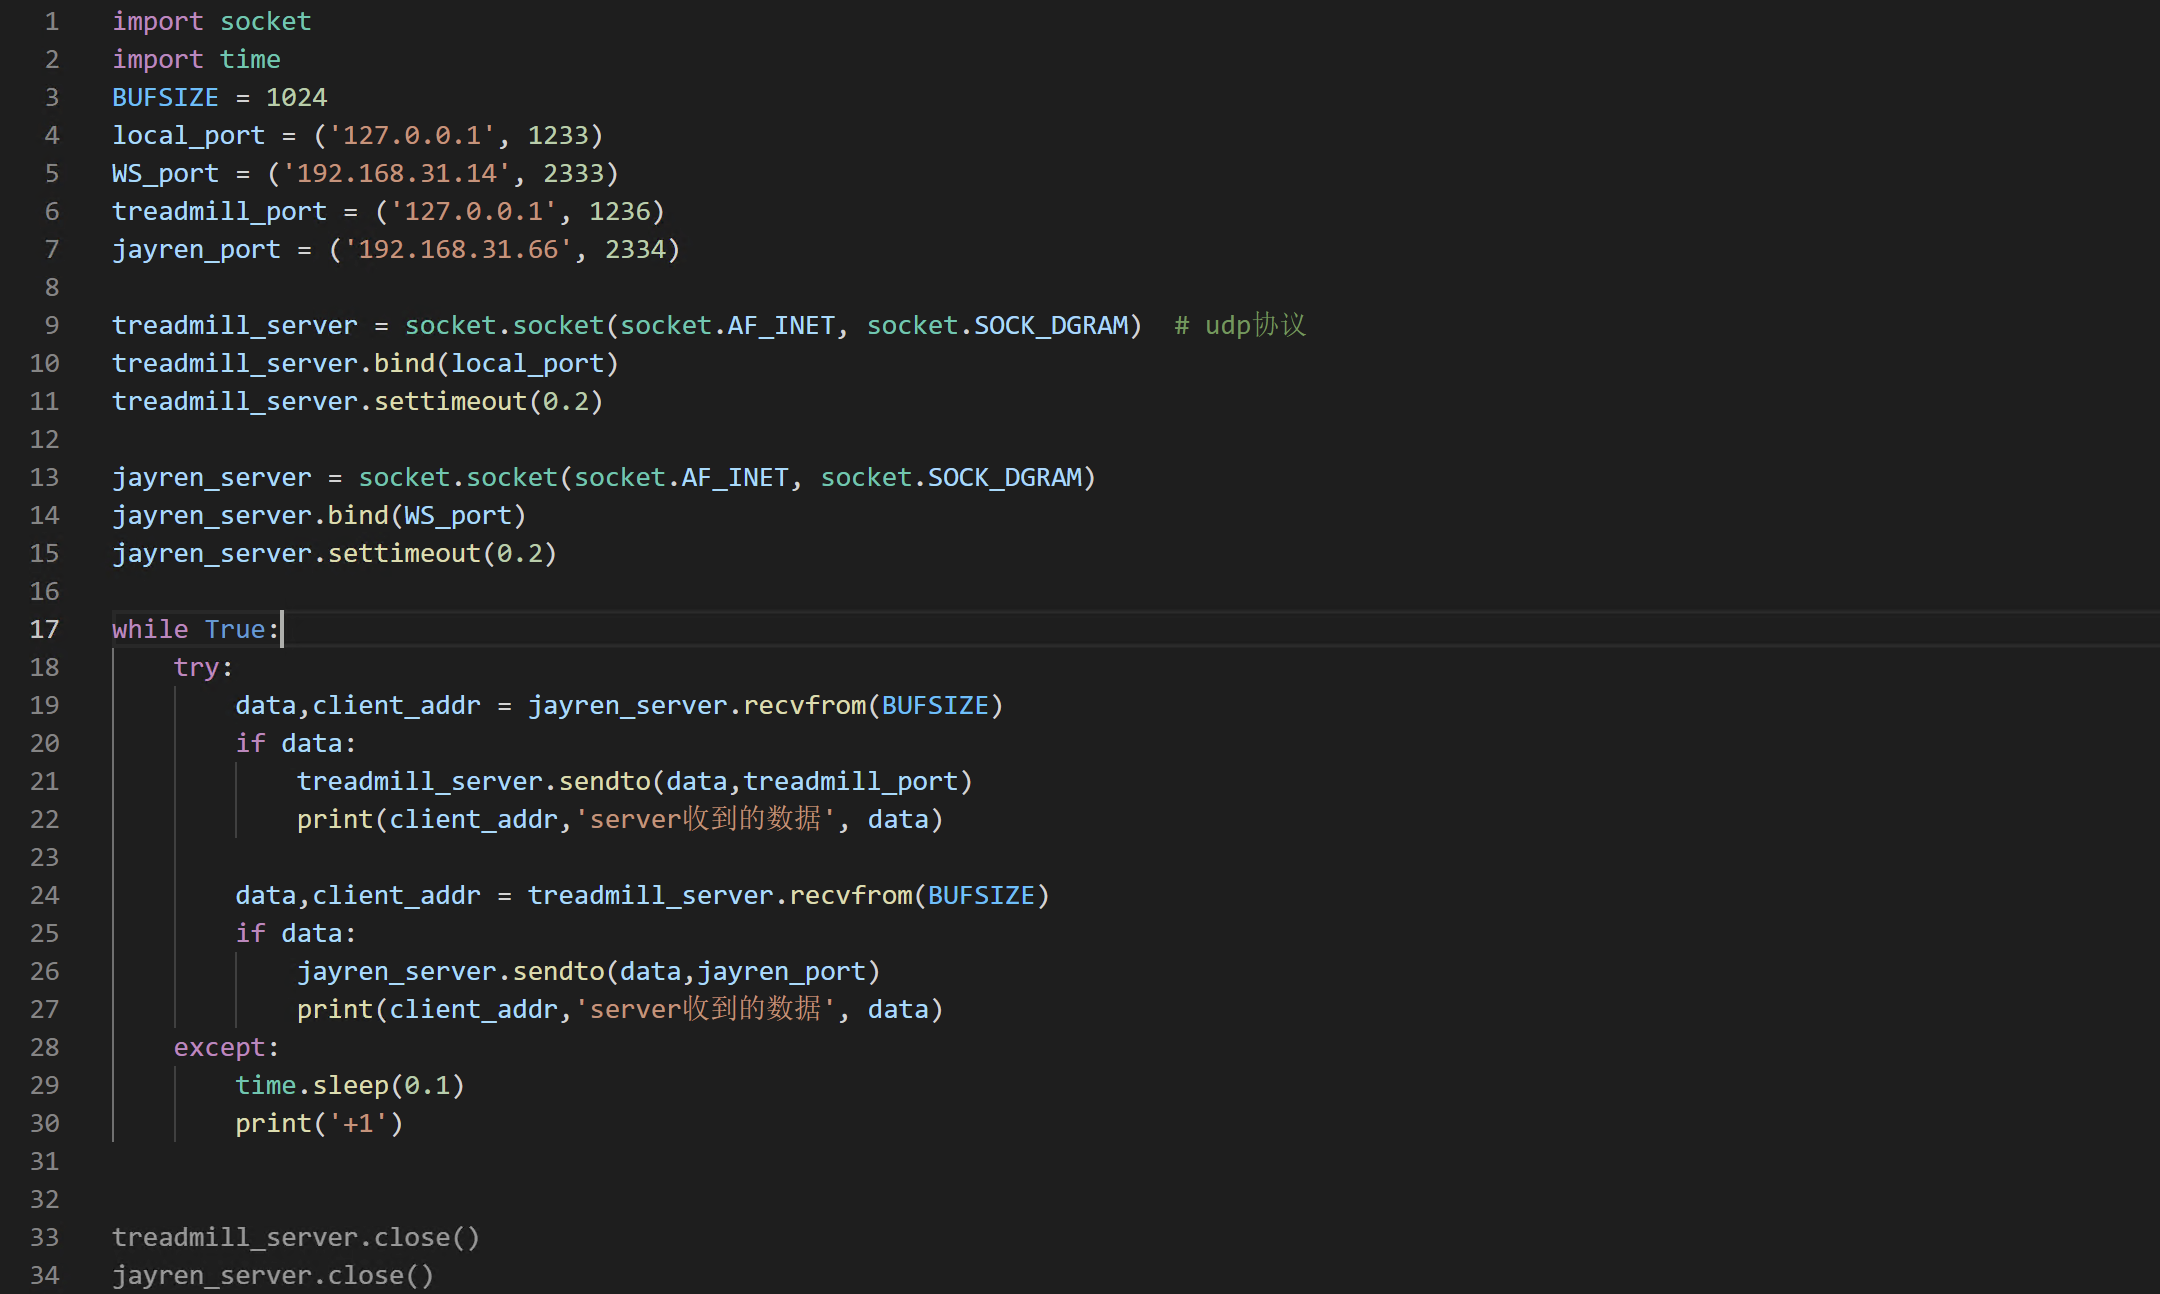 1 import socket
2 import time
3 BUFSIZE = 1024
4 local_port = ('127.0.0.1', 1233)
5 WS_port = ('192.168.31.14', 2333)
6 treadmill_port = ('127.0.0.1', 1236)
7 jayren_port = ('192.168.31.66', 2334)
8
9 treadmill_server = socket.socket(socket.AF_INET, socket.SOCK_DGRAM)  # udp协议
10 treadmill_server.bind(local_port)
11 treadmill_server.settimeout(0.2)
12
13 jayren_server = socket.socket(socket.AF_INET, socket.SOCK_DGRAM)
14 jayren_server.bind(WS_port)
15 jayren_server.settimeout(0.2)
16
17 while True:
18     try:
19         data,client_addr = jayren_server.recvfrom(BUFSIZE)
20         if data:
21             treadmill_server.sendto(data,treadmill_port)
22             print(client_addr,'server收到的数据', data)
23
24         data,client_addr = treadmill_server.recvfrom(BUFSIZE)
25         if data:
26             jayren_server.sendto(data,jayren_port)
27             print(client_addr,'server收到的数据', data)
28     except:
29         time.sleep(0.1)
30         print('+1')
31
32
33 treadmill_server.close()
34 jayren_server.close()